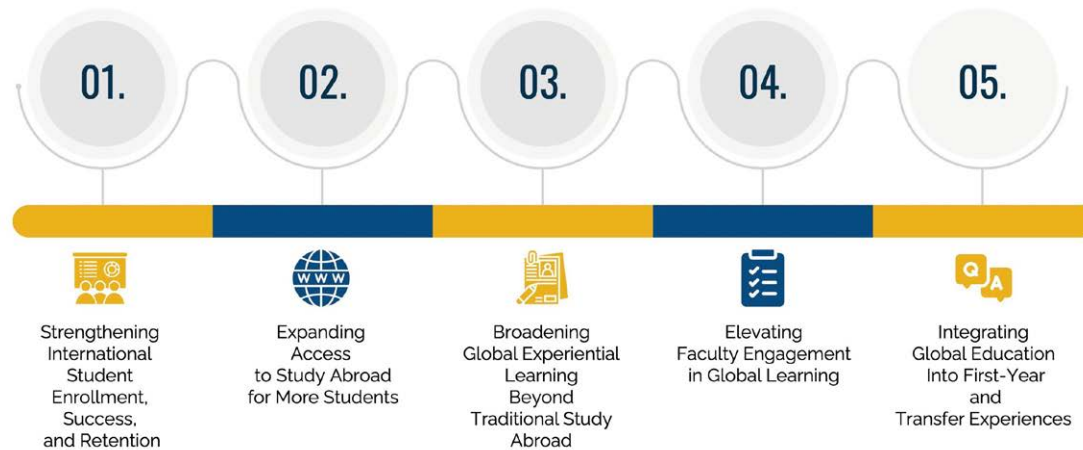 01.
02.
03.
04.
05.
WWW
Q
A
Strengthening
International
Student
Enrollment,
Success,
and Retention
Expanding
Access
to Study Abroad
for More Students
Broadening
Global Experiential
Learning
Beyond
Traditional Study
Abroad
Elevating
Faculty Engagement
in Global Learning
Integrating
Global Education
Into First-Year
and
Transfer Experiences